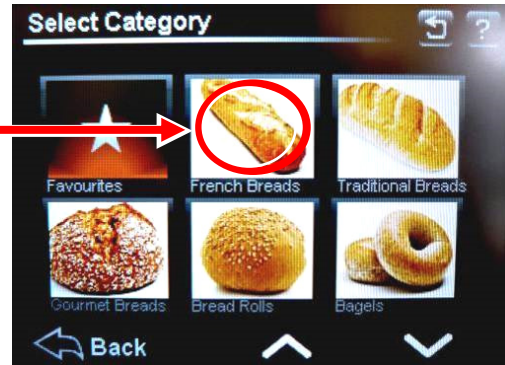 Select Category
?
Favourites
French Breads
Traditional Breads
Gourmet Breads
Bread Rolls
Bagels
Back